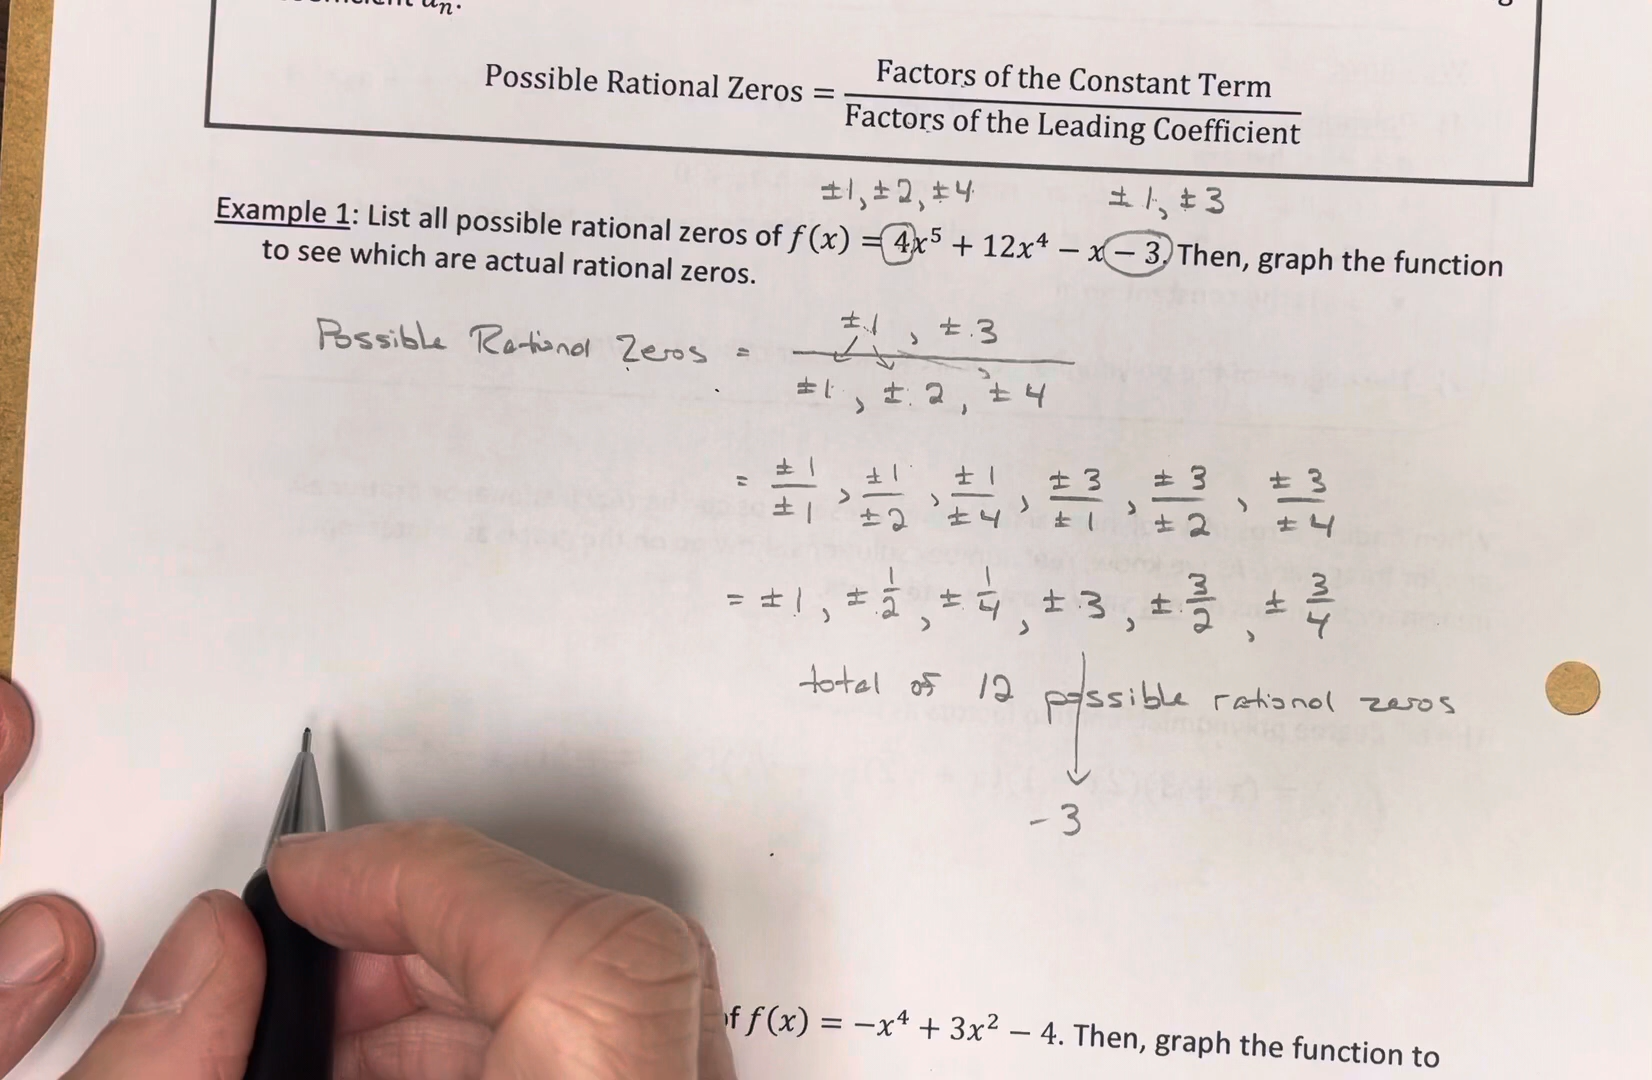 aₙ.
Possible Rational Zeros = Factors of the Constant Term / Factors of the Leading Coefficient
±1, ±2, ±4 ±1, ±3
Example 1: List all possible rational zeros of f(x) = 4x⁵ + 12x⁴ − x − 3. Then, graph the function
to see which are actual rational zeros.
Possible Rational Zeros = ±1, ±3 / ±1, ±2, ±4
= ±1/±1, ±1/±2, ±1/±4, ±3/±1, ±3/±2, ±3/±4
= ±1, ±1/2, ±1/4, ±3, ±3/2, ±3/4
total of 12 possible rational zeros
-3
f(x) = −x⁴ + 3x² − 4. Then, graph the function to